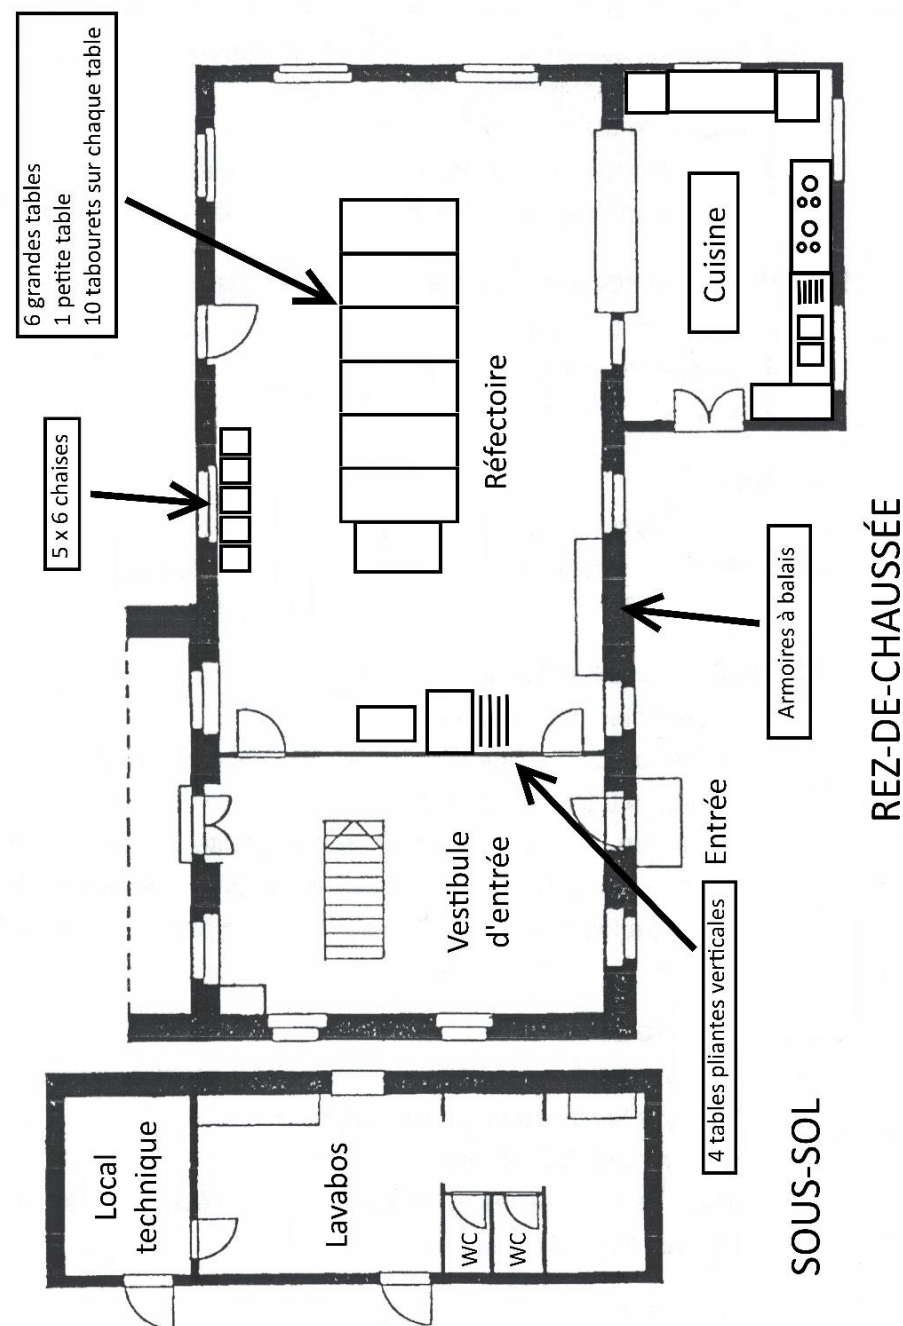 6 grandes tables
1 petite table
10 tabourets sur chaque table
5 x 6 chaises
Cuisine
Réfectoire
Armoires à balais
Vestibule
d'entrée
Entrée
4 tables pliantes verticales
REZ-DE-CHAUSSÉE
Local
technique
Lavabos
WC
WC
SOUS-SOL